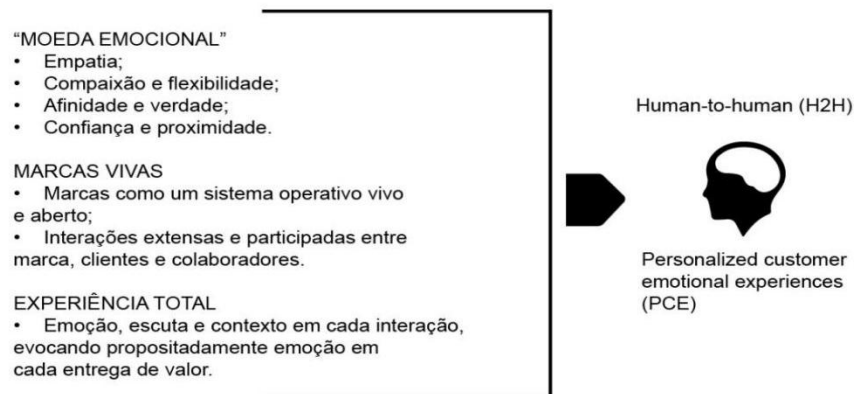 “MOEDA EMOCIONAL”
• Empatia;
• Compaixão e flexibilidade;
• Afinidade e verdade;
• Confiança e proximidade.
MARCAS VIVAS
• Marcas como um sistema operativo vivo
e aberto;
• Interações extensas e participadas entre
marca, clientes e colaboradores.
EXPERIÊNCIA TOTAL
• Emoção, escuta e contexto em cada interação,
evocando propositadamente emoção em
cada entrega de valor.
Human-to-human (H2H)
Personalized customer
emotional experiences
(PCE)